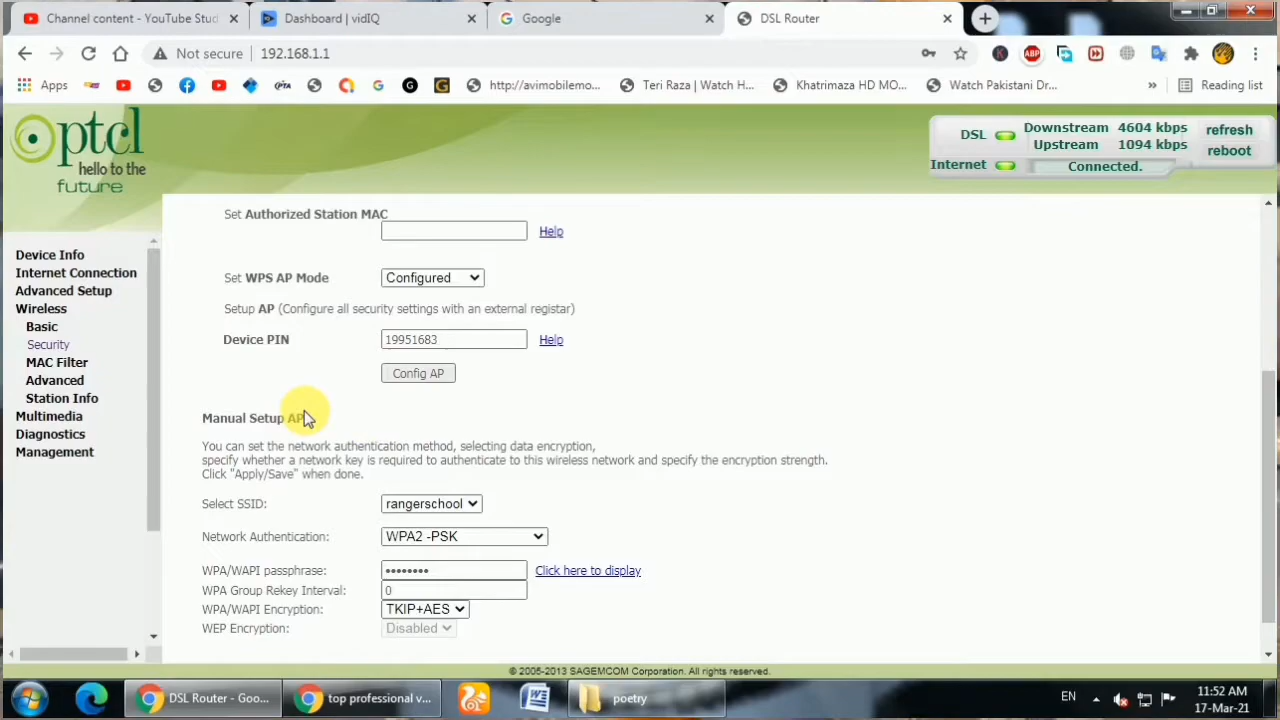 Channel content - YouTube Stud
Dashboard | vidIQ
Google
DSL Router
Not secure
192.168.1.1
ABP
Apps
http://avimobilemo...
Teri Raza | Watch H...
Khatrimaza HD MO...
Watch Pakistani Dr...
»
Reading list
ptcl
hello to the
future
DSL
Downstream 4604 kbps
Upstream 1094 kbps
Internet
Connected.
refresh
reboot
Device Info
Internet Connection
Advanced Setup
Wireless
Basic
Security
MAC Filter
Advanced
Station Info
Multimedia
Diagnostics
Management
Set Authorized Station MAC
Help
Set WPS AP Mode
Configured
Setup AP (Configure all security settings with an external registar)
Device PIN
19951683
Help
Config AP
Manual Setup AP
You can set the network authentication method, selecting data encryption,
specify whether a network key is required to authenticate to this wireless network and specify the encryption strength.
Click "Apply/Save" when done.
Select SSID:
rangerschool
Network Authentication:
WPA2 -PSK
WPA/WAPI passphrase:
••••••••
Click here to display
WPA Group Rekey Interval:
0
WPA/WAPI Encryption:
TKIP+AES
WEP Encryption:
Disabled
© 2005-2013 SAGEMCOM Corporation. All rights reserved.
DSL Router - Goo...
top professional v...
poetry
EN
11:52 AM
17-Mar-21